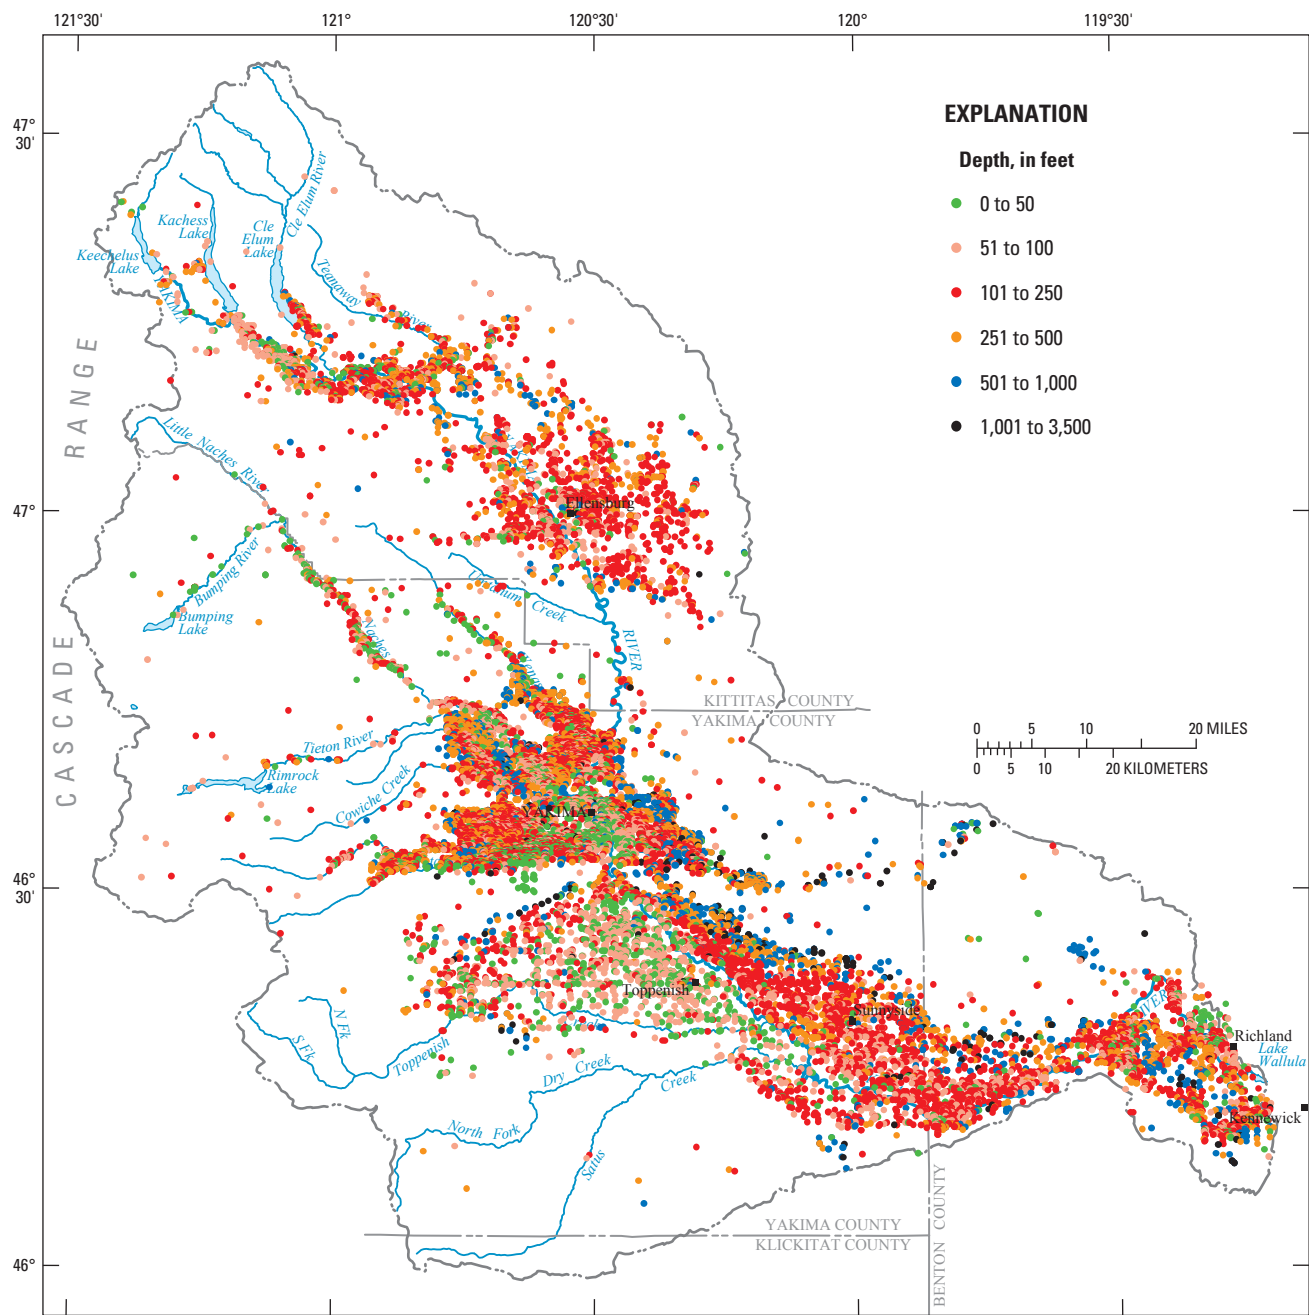 121°30'
121°
120°30'
120°
119°30'
47°
30'
EXPLANATION
Depth, in feet
0 to 50
51 to 100
101 to 250
251 to 500
501 to 1,000
1,001 to 3,500
Cle Elum River
Kachess
Lake
Cle
Elum
Lake
Keechelus
Lake
YAKIMA
Teanaway
River
CASCADE RANGE
Little Naches River
YAKIMA
47°
Ellensburg
Bumping River
Bumping
Lake
Umtanum
Creek
Naches
RIVER
KITTITAS COUNTY
YAKIMA COUNTY
0 5 10 20 MILES
0 5 10 20 KILOMETERS
Tieton River
Rimrock
Lake
Cowiche Creek
YAKIMA
46°
30'
Toppenish
Sunnyside
N Fk
S Fk
Toppenish
RIVER
Richland
Lake
Wallula
Dry Creek
Creek
Kennewick
North Fork
Satus
YAKIMA COUNTY
KLICKITAT COUNTY
BENTON COUNTY
46°